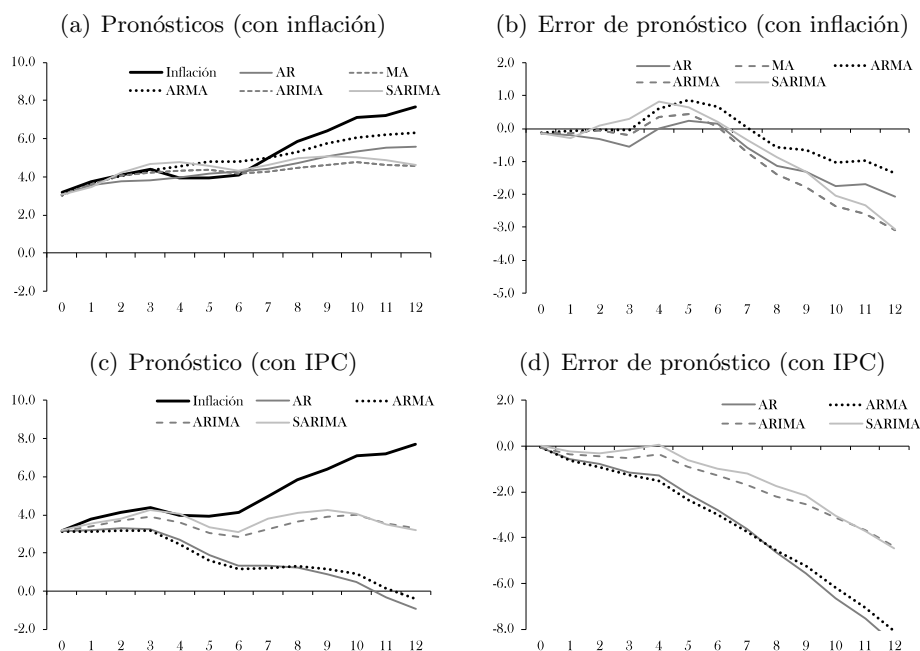 (a) Pronósticos (con inflación)
10.0
8.0
6.0
4.0
2.0
0.0
-2.0
Inflación AR MA
ARMA ARIMA SARIMA
0 1 2 3 4 5 6 7 8 9 10 11 12
(b) Error de pronóstico (con inflación)
2.0
1.0
0.0
-1.0
-2.0
-3.0
-4.0
-5.0
AR MA ARMA
ARIMA SARIMA
0 1 2 3 4 5 6 7 8 9 10 11 12
(c) Pronóstico (con IPC)
10.0
8.0
6.0
4.0
2.0
0.0
-2.0
Inflación AR ARMA
ARIMA SARIMA
0 1 2 3 4 5 6 7 8 9 10 11 12
(d) Error de pronóstico (con IPC)
2.0
0.0
-2.0
-4.0
-6.0
-8.0
AR ARMA
ARIMA SARIMA
0 1 2 3 4 5 6 7 8 9 10 11 12